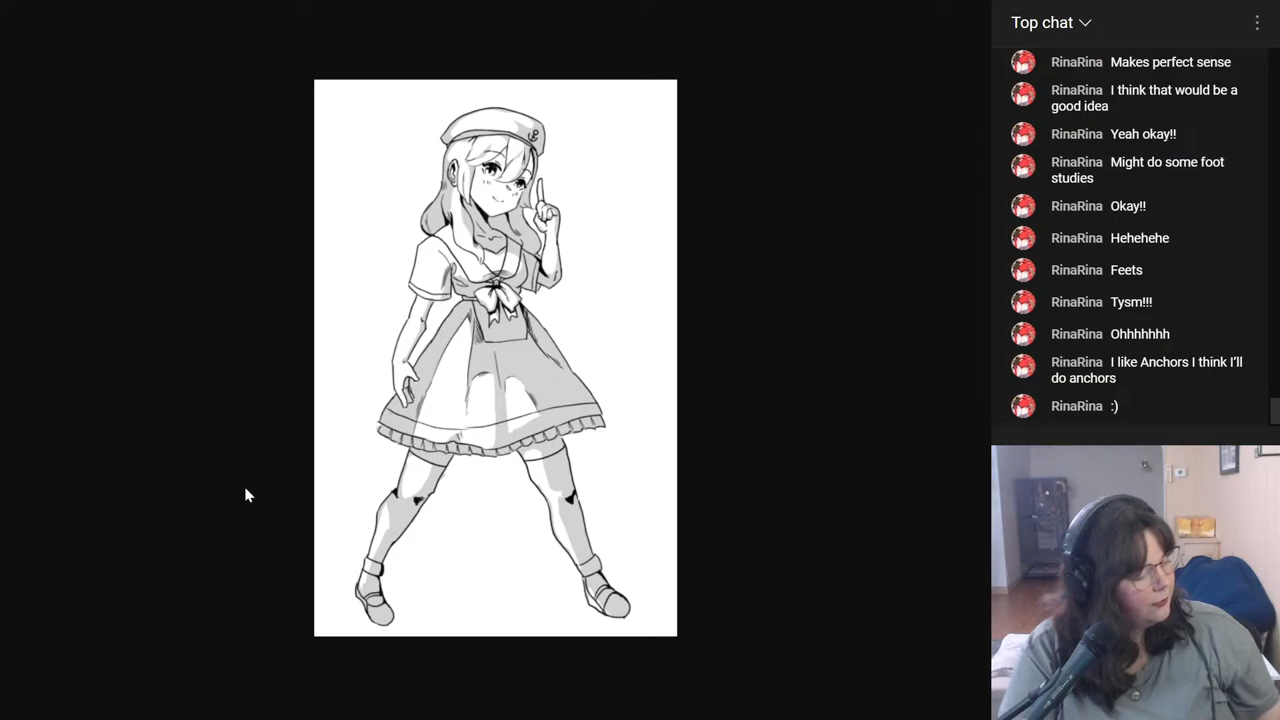 Top chat
RinaRina Makes perfect sense
RinaRina I think that would be a
good idea
RinaRina Yeah okay!!
RinaRina Might do some foot
studies
RinaRina Okay!!
RinaRina Hehehehe
RinaRina Feets
RinaRina Tysm!!!
RinaRina Ohhhhhhh
RinaRina I like Anchors I think I'll
do anchors
RinaRina :)